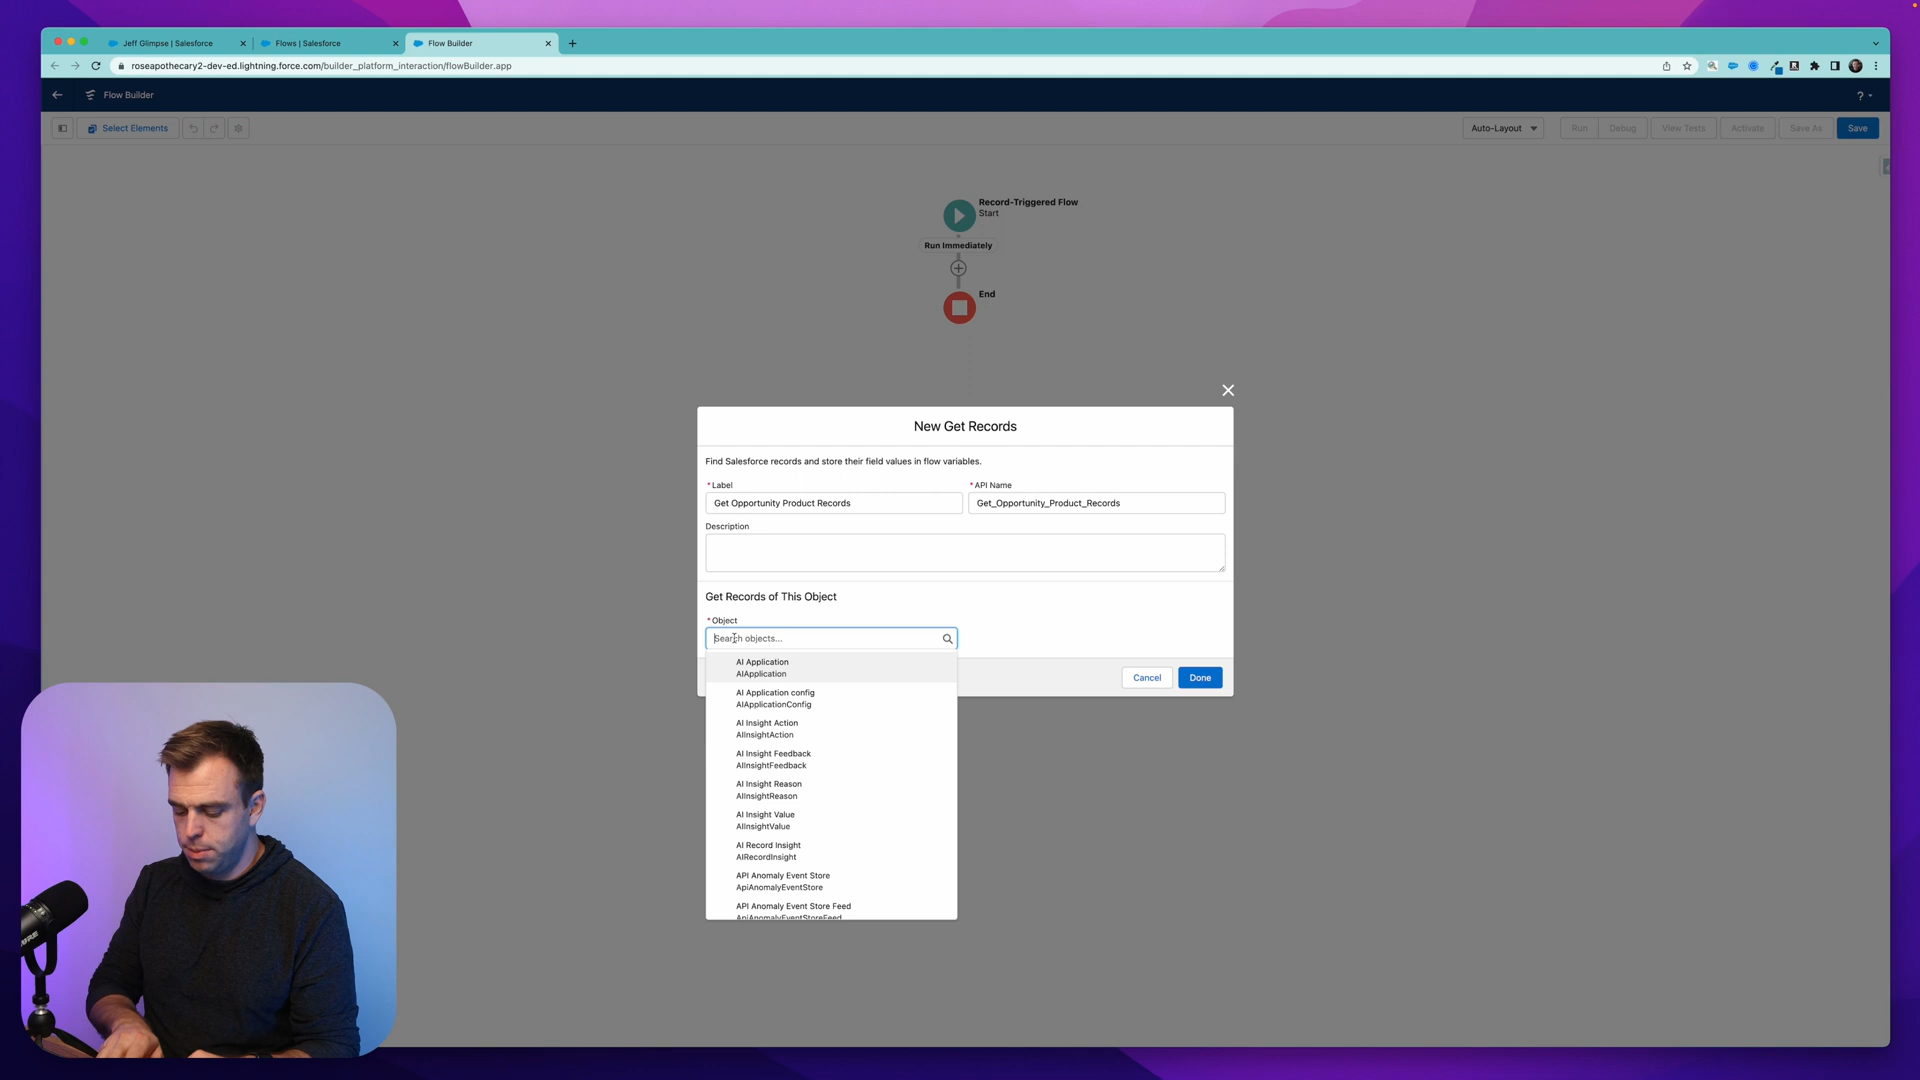 Jeff Glimpse | Salesforce
Flows | Salesforce
Flow Builder
roseapothecary2-dev-ed.lightning.force.com/builder_platform_interaction/flowBuilder.app
Flow Builder
?
Select Elements
Auto-Layout
Run
Debug
View Tests
Activate
Save As
Save
Record-Triggered Flow
Start
Run Immediately
End
New Get Records
Find Salesforce records and store their field values in flow variables.
* Label
* API Name
Get Opportunity Product Records
Get_Opportunity_Product_Records
Description
Get Records of This Object
* Object
Search objects...
Cancel
Done
AI Application
AIApplication
AI Application config
AIApplicationConfig
AI Insight Action
AIInsightAction
AI Insight Feedback
AIInsightFeedback
AI Insight Reason
AIInsightReason
AI Insight Value
AIInsightValue
AI Record Insight
AIRecordInsight
API Anomaly Event Store
ApiAnomalyEventStore
API Anomaly Event Store Feed
ApiAnomalyEventStoreFeed